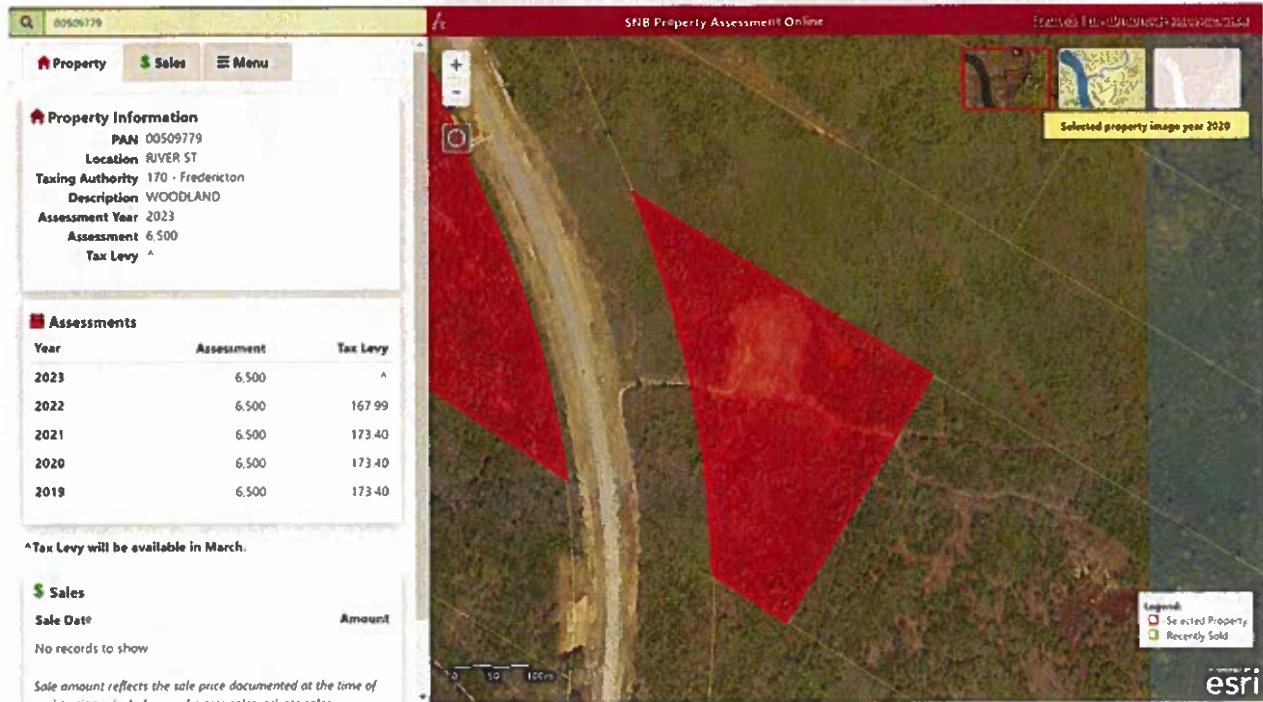 00509779
SNB Property Assessment Online
Property
Sales
Menu
Property Information
PAN 00509779
Location RIVER ST
Taxing Authority 170 - Fredericton
Description WOODLAND
Assessment Year 2023
Assessment 6,500
Tax Levy ^
Assessments
Year Assessment Tax Levy
2023 6,500 ^
2022 6,500 167.99
2021 6,500 173.40
2020 6,500 173.40
2019 6,500 173.40
^Tax Levy will be available in March.
Sales
Sale Date Amount
No records to show
Sale amount reflects the sale price documented at the time of
+
-
Selected property image year 2020
Legend:
Selected Property
Recently Sold
0 50 100m
esri